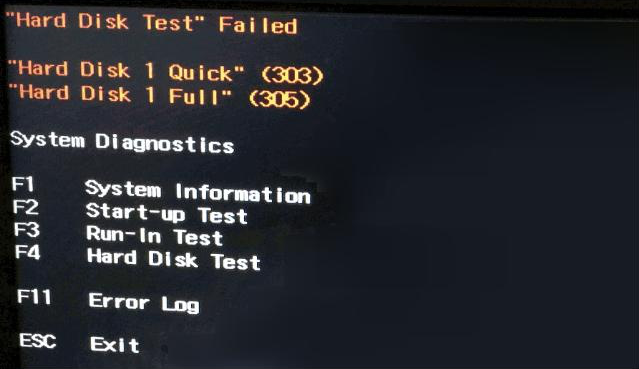 "Hard Disk Test" Failed
"Hard Disk 1 Quick" (303)
"Hard Disk 1 Full" (305)
System Diagnostics
F1 System Information
F2 Start-up Test
F3 Run-In Test
F4 Hard Disk Test
F11 Error Log
ESC Exit